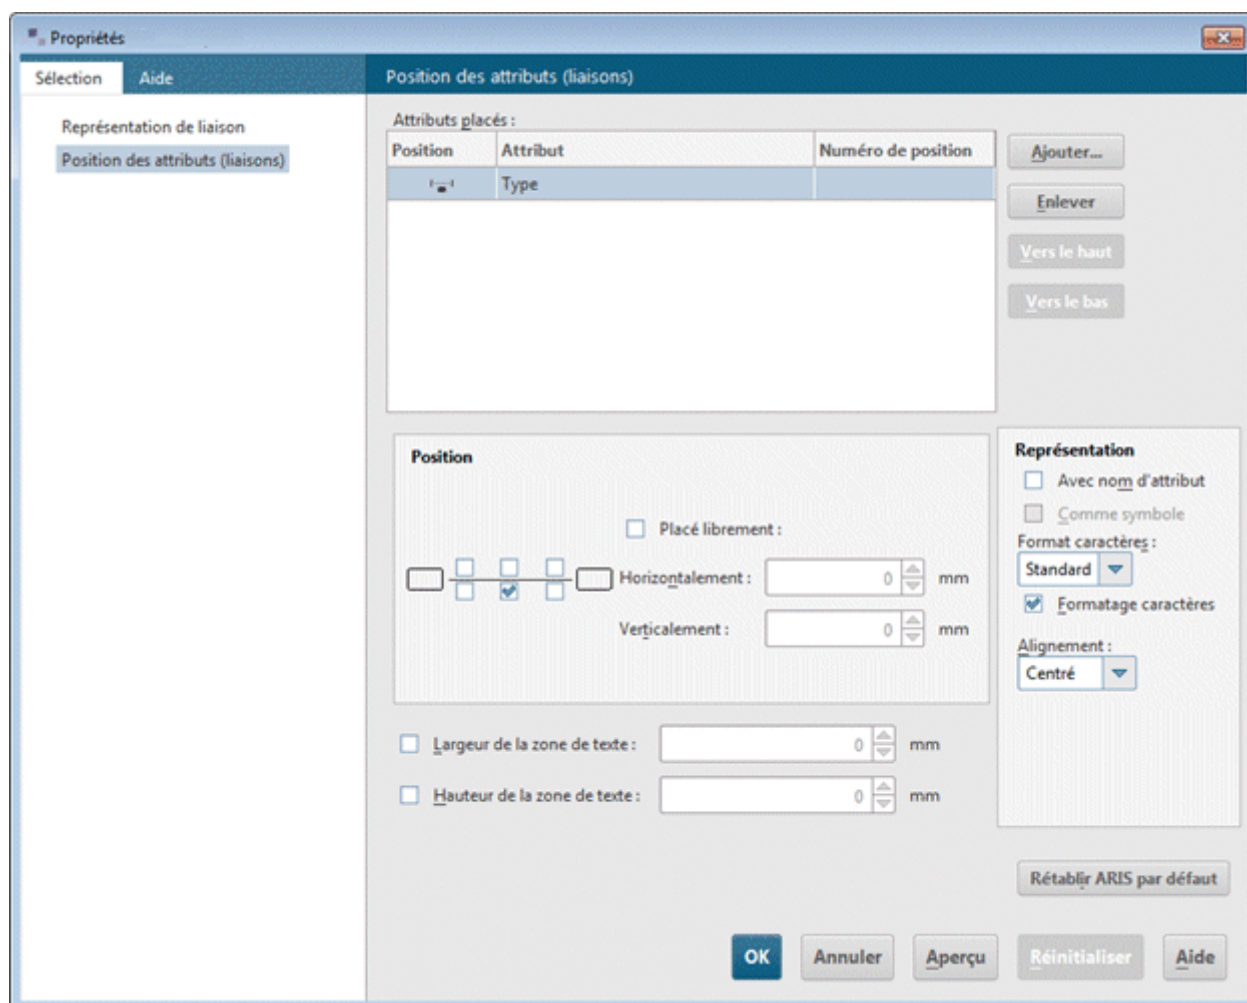 Propriétés
Sélection
Aide
Position des attributs (liaisons)
Représentation de liaison
Position des attributs (liaisons)
Attributs placés :
Position
Attribut
Numéro de position
Type
Ajouter...
Enlever
Vers le haut
Vers le bas
Position
Placé librement :
Horizontalement :
0
mm
Verticalement :
0
mm
Largeur de la zone de texte :
0
mm
Hauteur de la zone de texte :
0
mm
Représentation
Avec nom d'attribut
Comme symbole
Format caractères :
Standard
Formatage caractères
Alignement :
Centré
Rétablir ARIS par défaut
OK
Annuler
Aperçu
Réinitialiser
Aide